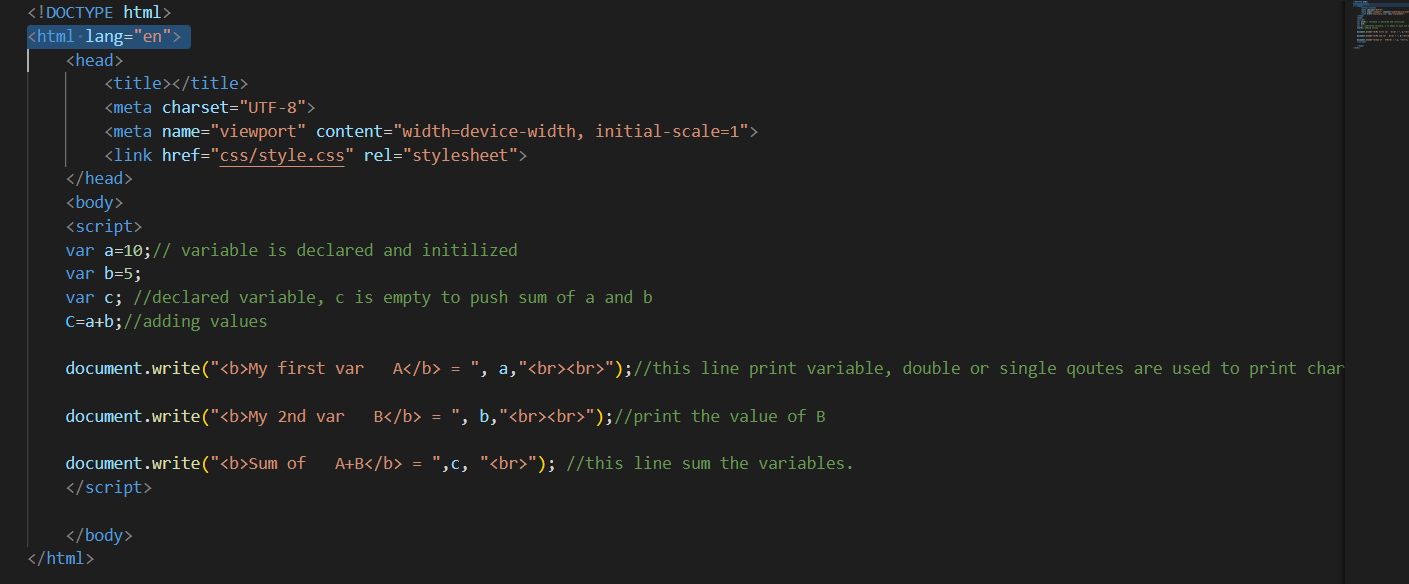 <!DOCTYPE html>
<html lang="en">
<head>
<title></title>
<meta charset="UTF-8">
<meta name="viewport" content="width=device-width, initial-scale=1">
<link href="css/style.css" rel="stylesheet">
</head>
<body>
<script>
var a=10;// variable is declared and initilized
var b=5;
var c; //declared variable, c is empty to push sum of a and b
C=a+b;//adding values
document.write("<b>My first var   A</b> = ", a,"<br><br>");//this line print variable, double or single qoutes are used to print char
document.write("<b>My 2nd var   B</b> = ", b,"<br><br>");//print the value of B
document.write("<b>Sum of   A+B</b> = ",c, "<br>"); //this line sum the variables.
</script>
</body>
</html>